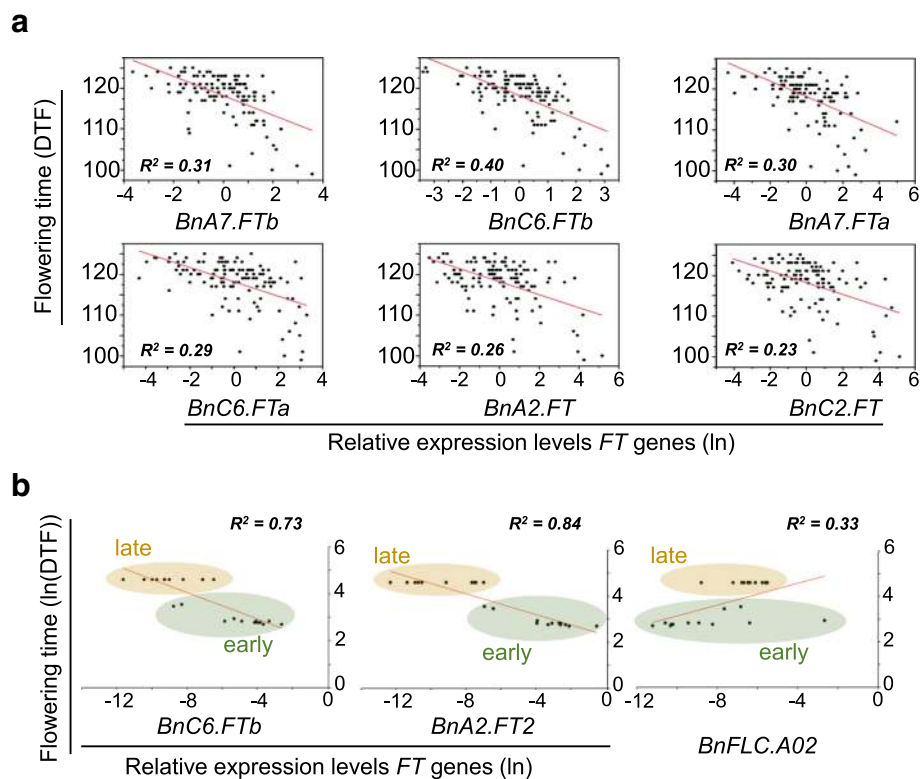 a
Flowering time (DTF)
120
110
100
R² = 0.31
-4 -2 0 2 4
BnA7.FTb
120
110
100
R² = 0.40
-3 -2 -1 0 1 2 3
BnC6.FTb
120
110
100
R² = 0.30
-4 -2 0 2 4 6
BnA7.FTa
120
110
100
R² = 0.29
-4 -2 0 2 4
BnC6.FTa
120
110
100
R² = 0.26
-4 -2 0 2 4 6
BnA2.FT
120
110
100
R² = 0.23
-4 -2 0 2 4 6
BnC2.FT
Relative expression levels FT genes (ln)
b
Flowering time (ln(DTF))
R² = 0.73
late
early
6
4
2
0
-12 -8 -4 0
BnC6.FTb
R² = 0.84
late
early
6
4
2
0
-12 -8 -4 0
BnA2.FT2
R² = 0.33
late
early
6
4
2
0
-12 -8 -4 0
BnFLC.A02
Relative expression levels FT genes (ln)